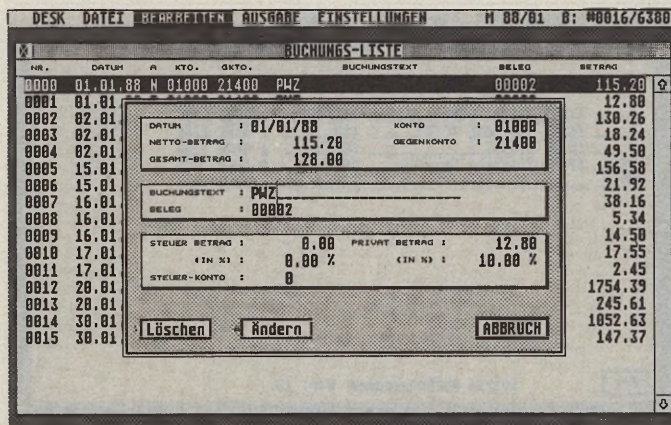 DESK DATEI BEARBEITEN AUSGABE EINSTELLUNGEN M 88/01 B: #0016/6380
BUCHUNGS-LISTE
NR. DATUM A KTO. GKTO. BUCHUNGSTEXT BELEG BETRAG
0000 01.01.88 N 01000 21400 PWZ 00002 115.20
0001 01.01 12.80
0002 02.01 130.26
0003 02.01 18.24
0004 02.01 49.50
0005 15.01 156.58
0006 15.01 21.92
0007 16.01 38.16
0008 16.01 5.34
0009 16.01 14.50
0010 17.01 17.55
0011 17.01 2.45
0012 20.01 1754.39
0013 20.01 245.61
0014 30.01 1052.63
0015 30.01 147.37
DATUM : 01/01/88 KONTO : 01000
NETTO-BETRAG : 115.20 GEGENKONTO : 21400
GESAMT-BETRAG : 128.00
BUCHUNGSTEXT : PWZ
BELEG : 00002
STEUER BETRAG : 0.00 PRIVAT BETRAG : 12.80
(IN %) : 0.00 % (IN %) : 10.00 %
STEUER-KONTO : 0
Löschen Ändern ABBRUCH